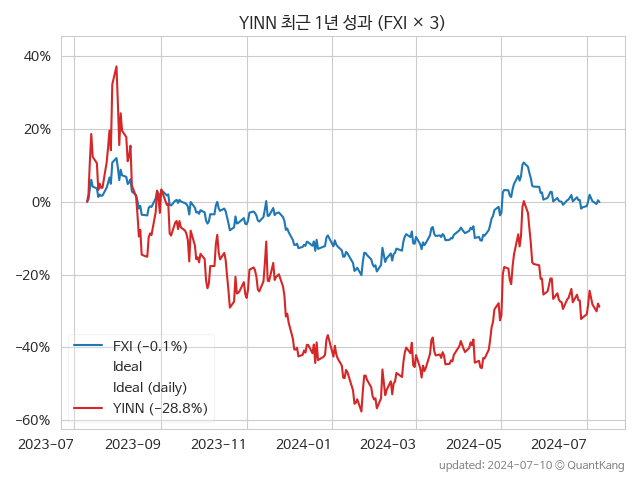 YINN 최근 1년 성과 (FXI × 3)
40%
20%
0%
−20%
−40%
−60%
FXI (−0.1%)
Ideal
Ideal (daily)
YINN (−28.8%)
2023-07 2023-09 2023-11 2024-01 2024-03 2024-05 2024-07
updated: 2024-07-10 © QuantKang